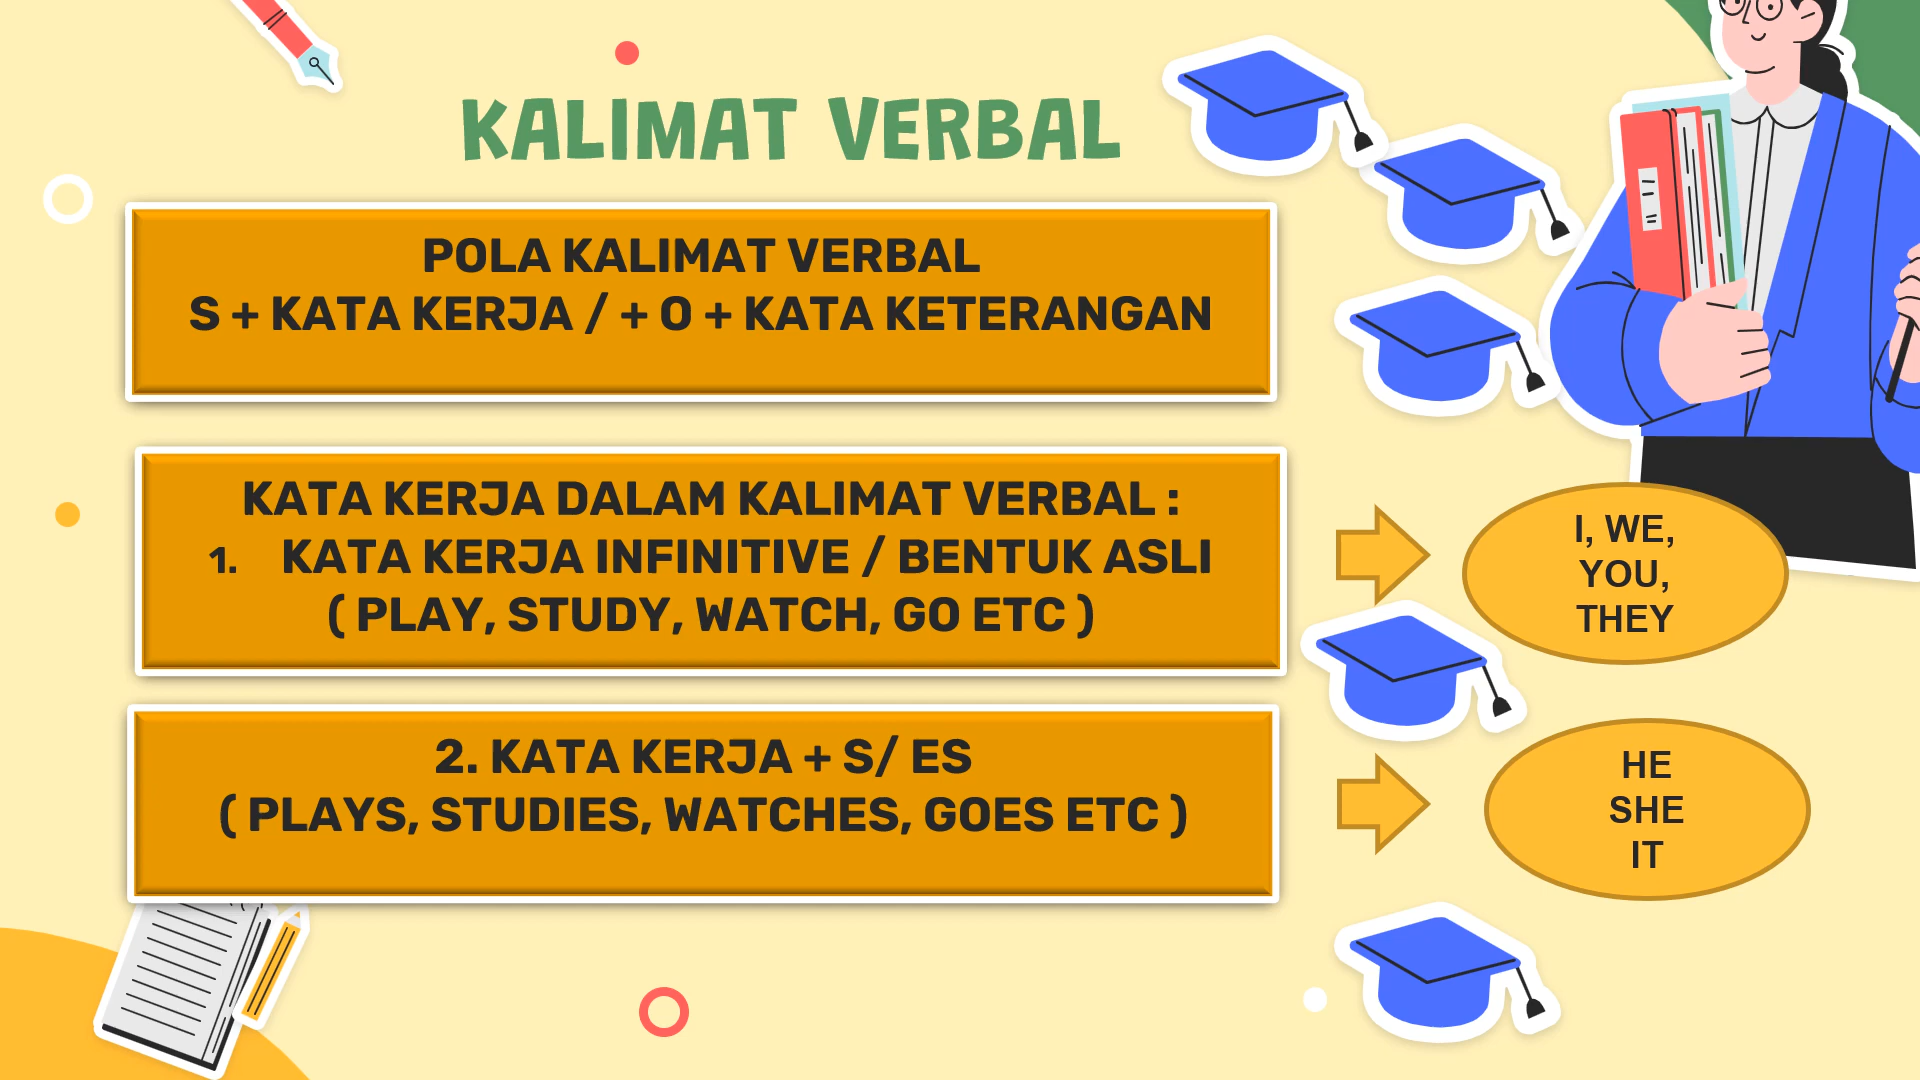 KALIMAT VERBAL
POLA KALIMAT VERBAL
S + KATA KERJA / + O + KATA KETERANGAN
KATA KERJA DALAM KALIMAT VERBAL :
1. KATA KERJA INFINITIVE / BENTUK ASLI
( PLAY, STUDY, WATCH, GO ETC )
I, WE,
YOU,
THEY
2. KATA KERJA + S/ ES
( PLAYS, STUDIES, WATCHES, GOES ETC )
HE
SHE
IT